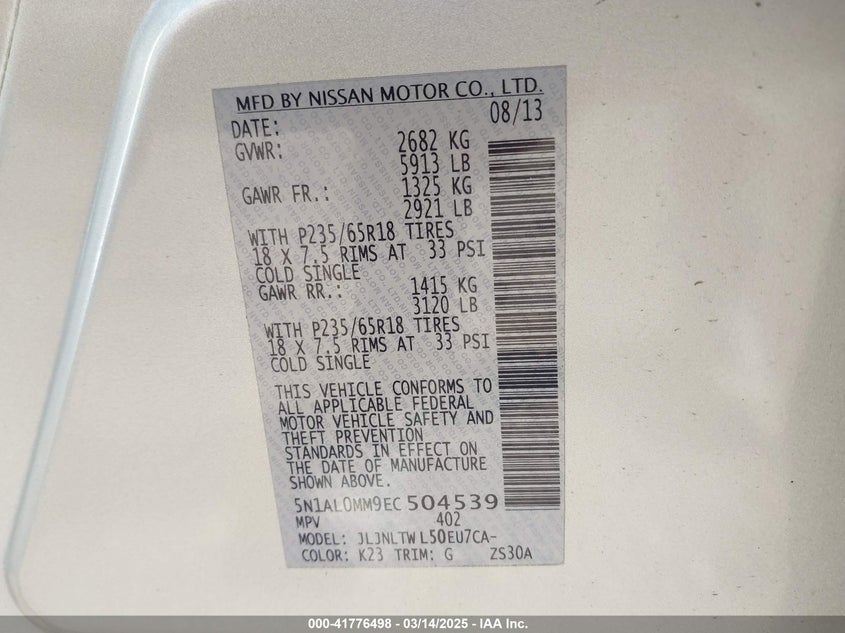 MFD BY NISSAN MOTOR CO., LTD.
DATE: 08/13
GVWR: 2682 KG
5913 LB
GAWR FR.: 1325 KG
2921 LB
WITH P235/65R18 TIRES
18 X 7.5 RIMS AT 33 PSI
COLD SINGLE
GAWR RR.: 1415 KG
3120 LB
WITH P235/65R18 TIRES
18 X 7.5 RIMS AT 33 PSI
COLD SINGLE
THIS VEHICLE CONFORMS TO
ALL APPLICABLE FEDERAL
MOTOR VEHICLE SAFETY AND
THEFT PREVENTION
STANDARDS IN EFFECT ON
THE DATE OF MANUFACTURE
SHOWN ABOVE.
5N1AL0MM9EC504539
MPV 402
MODEL: JLJNLTWL50EU7CA-
COLOR: K23 TRIM: G ZS30A
000-41776498 - 03/14/2025 - IAA Inc.